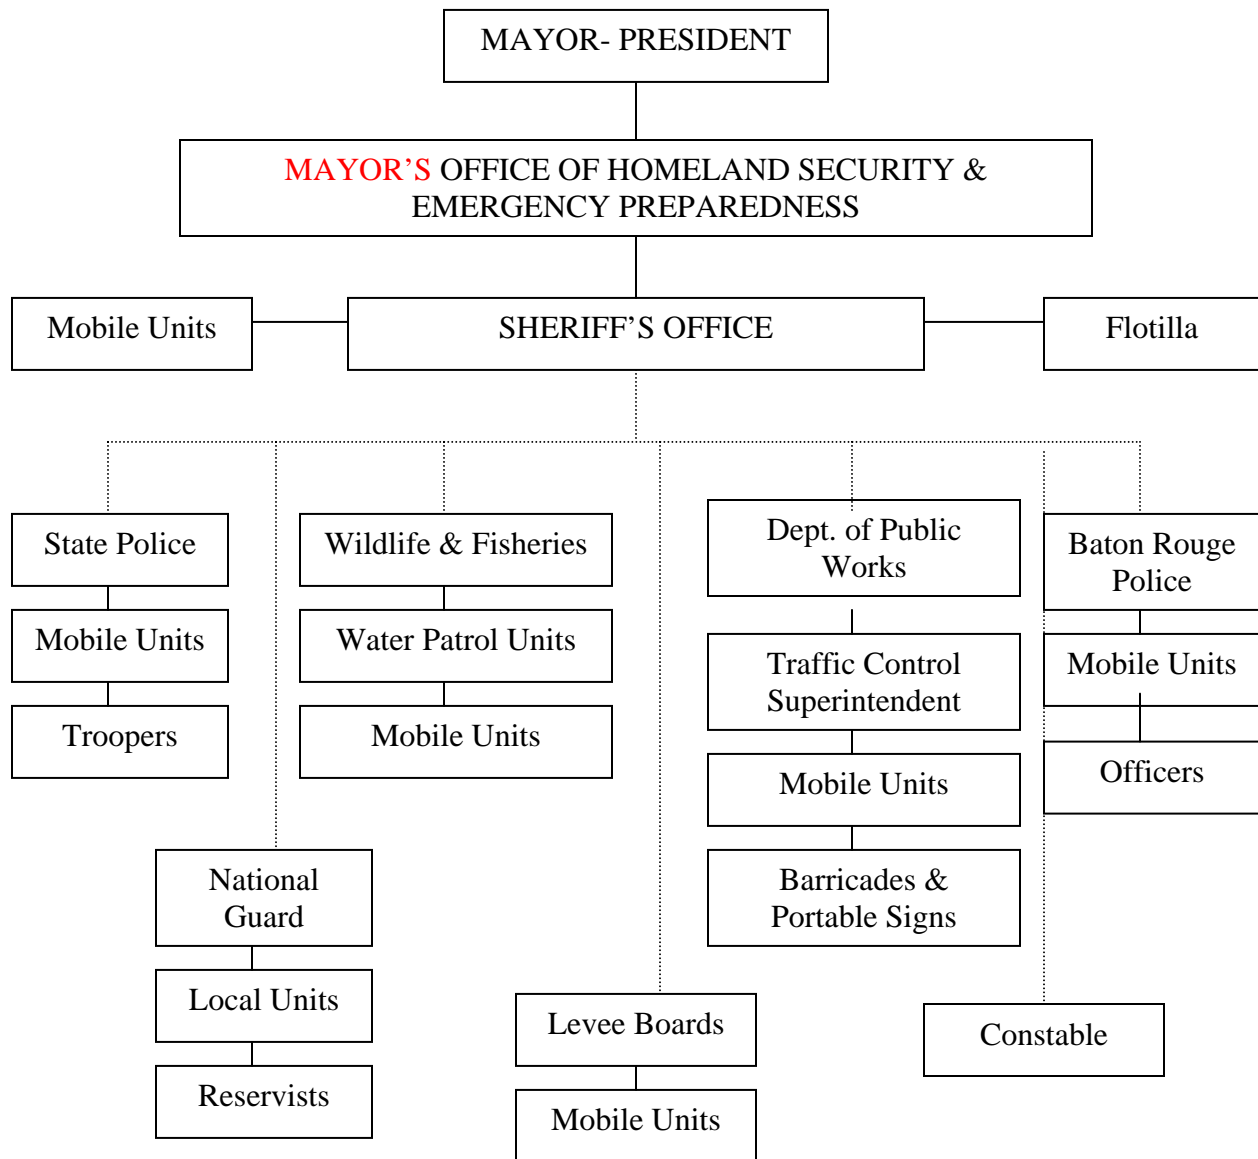 MAYOR- PRESIDENT
MAYOR’S OFFICE OF HOMELAND SECURITY &
EMERGENCY PREPAREDNESS
Mobile Units
SHERIFF’S OFFICE
Flotilla
State Police
Mobile Units
Troopers
Wildlife & Fisheries
Water Patrol Units
Mobile Units
Dept. of Public
Works
Traffic Control
Superintendent
Mobile Units
Barricades &
Portable Signs
Baton Rouge
Police
Mobile Units
Officers
National
Guard
Local Units
Reservists
Levee Boards
Mobile Units
Constable